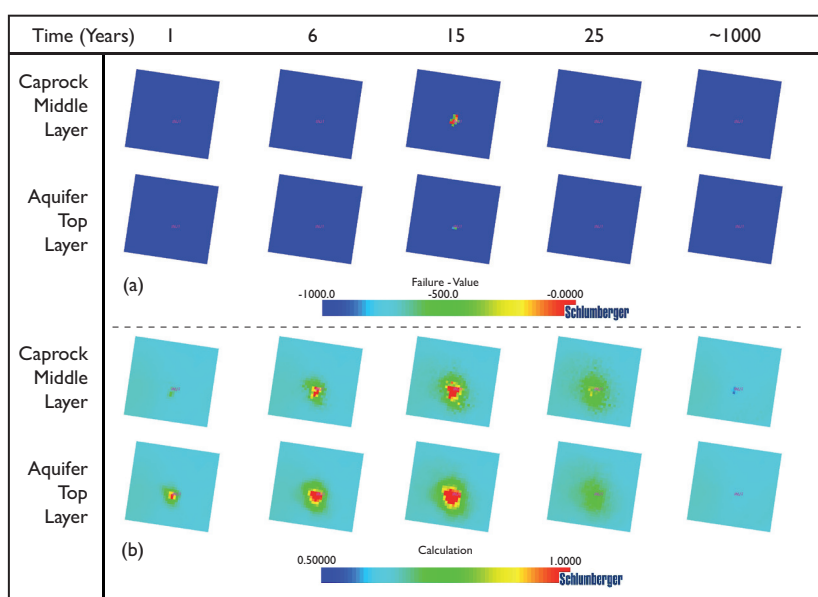 Time (Years) 1 6 15 25 ~1000
Caprock
Middle
Layer
Aquifer
Top
Layer
(a)
Failure - Value
-1000.0 -500.0 -0.0000
Schlumberger
Caprock
Middle
Layer
Aquifer
Top
Layer
(b)
Calculation
0.50000 1.0000
Schlumberger